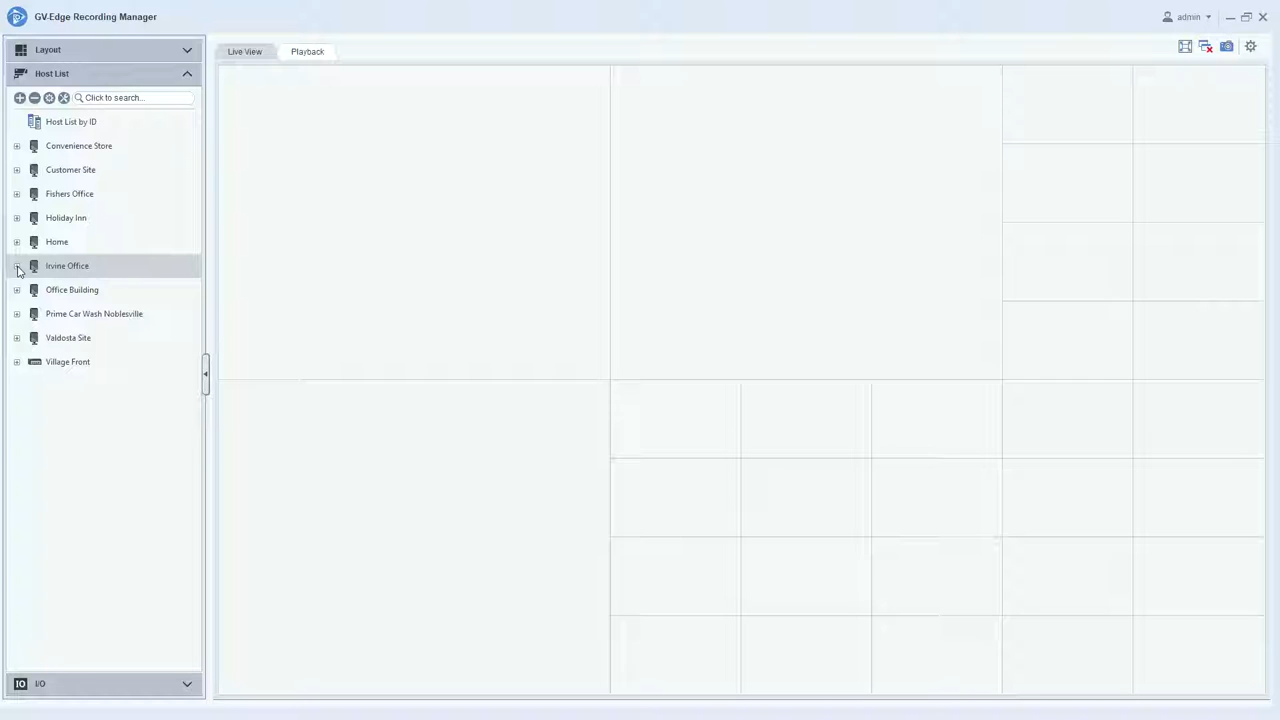 GV-Edge Recording Manager
admin
Layout
Host List
Click to search...
Host List by ID
Convenience Store
Customer Site
Fishers Office
Holiday Inn
Home
Irvine Office
Office Building
Prime Car Wash Noblesville
Valdosta Site
Village Front
IO I/O
Live View
Playback